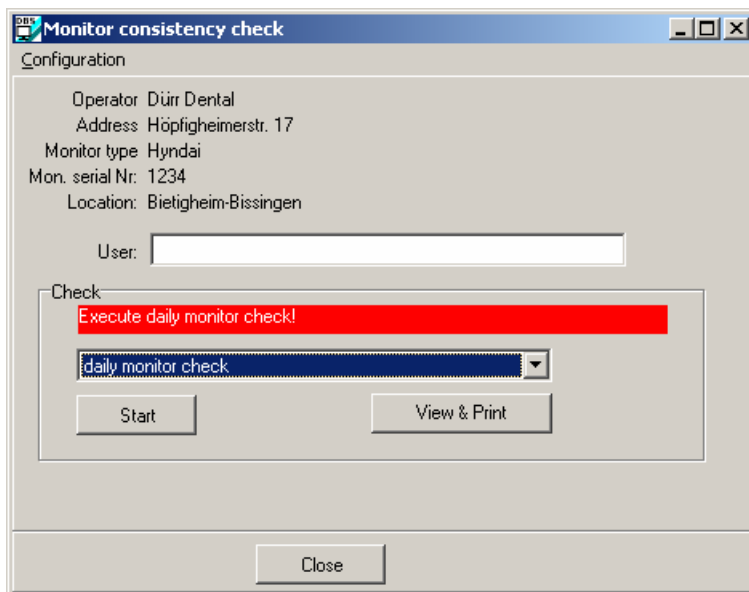 DBS
Monitor consistency check
Configuration
Operator Dürr Dental
Address Höpfigheimerstr. 17
Monitor type Hyndai
Mon. serial Nr: 1234
Location: Bietigheim-Bissingen
User:
Check
Execute daily monitor check!
daily monitor check
Start View & Print
Close